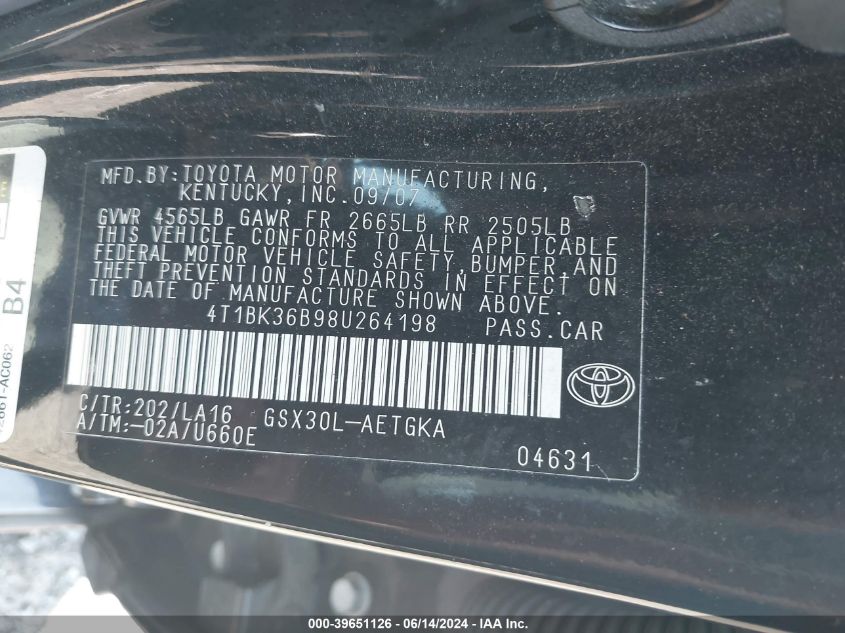 MFD.BY:TOYOTA MOTOR MANUFACTURING,
KENTUCKY,INC.09/07
GVWR 4565LB GAWR FR 2665LB RR 2505LB
THIS VEHICLE CONFORMS TO ALL APPLICABLE
FEDERAL MOTOR VEHICLE SAFETY,BUMPER,AND
THEFT PREVENTION STANDARDS IN EFFECT ON
THE DATE OF MANUFACTURE SHOWN ABOVE.
4T1BK36B98U264198 PASS.CAR
C/TR:202/LA16 GSX30L-AETGKA
A/TM:-02A/U660E
04631
B4
000-39651126 - 06/14/2024 - IAAI.COM